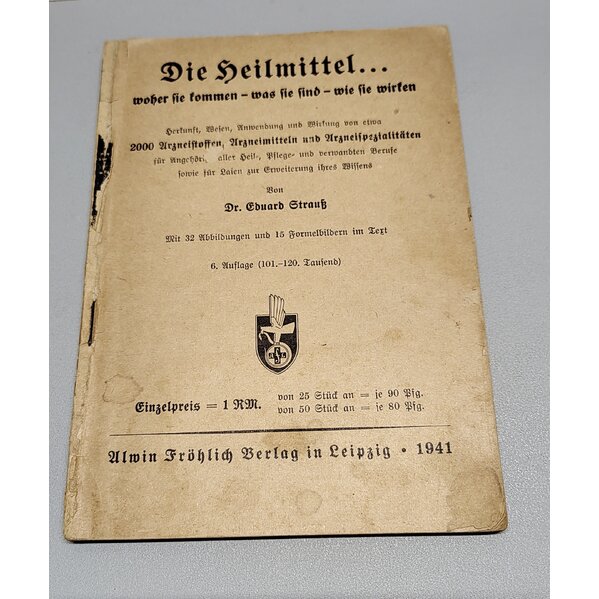 Die Heilmittel...
woher sie kommen – was sie sind – wie sie wirken
Herkunft, Wesen, Anwendung und Wirkung von etwa
2000 Arzneistoffen, Arzneimitteln und Arzneispezialitäten
für Angehöri aller Heil-, Pflege- und verwandten Berufe
sowie für Laien zur Erweiterung ihres Wissens
Von
Dr. Eduard Strauß
Mit 32 Abbildungen und 15 Formelbildern im Text
6. Auflage (101.–120. Tausend)
Einzelpreis = 1 RM.
von 25 Stück an = je 90 Pfg.
von 50 Stück an = je 80 Pfg.
Alwin Fröhlich Verlag in Leipzig • 1941